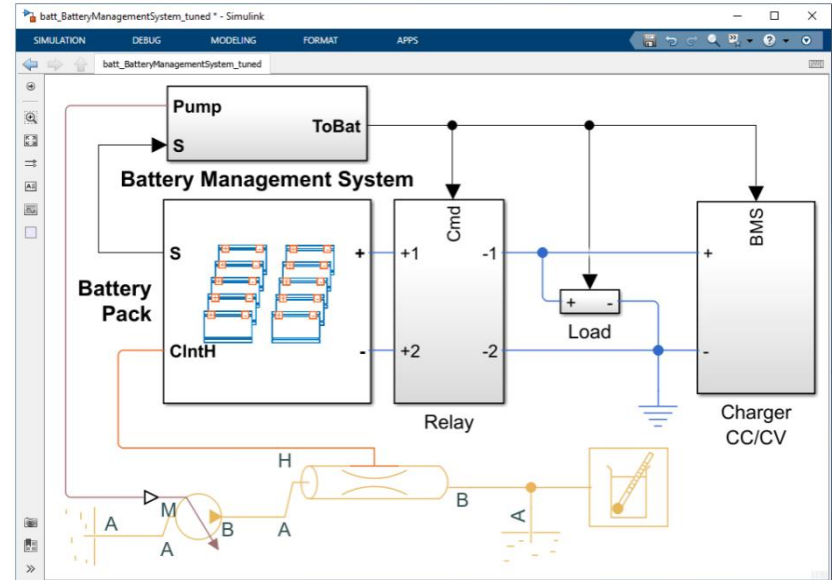 batt_BatteryManagementSystem_tuned * - Simulink
SIMULATION DEBUG MODELING FORMAT APPS
batt_BatteryManagementSystem_tuned
Pump
ToBat
S
Battery Management System
Cmd
BMS
S
+
+1
-1
+
Battery
Pack
+ -
Load
ClntH
-
+2
-2
-
Relay
Charger
CC/CV
H
M
A
B
A
B
A
A